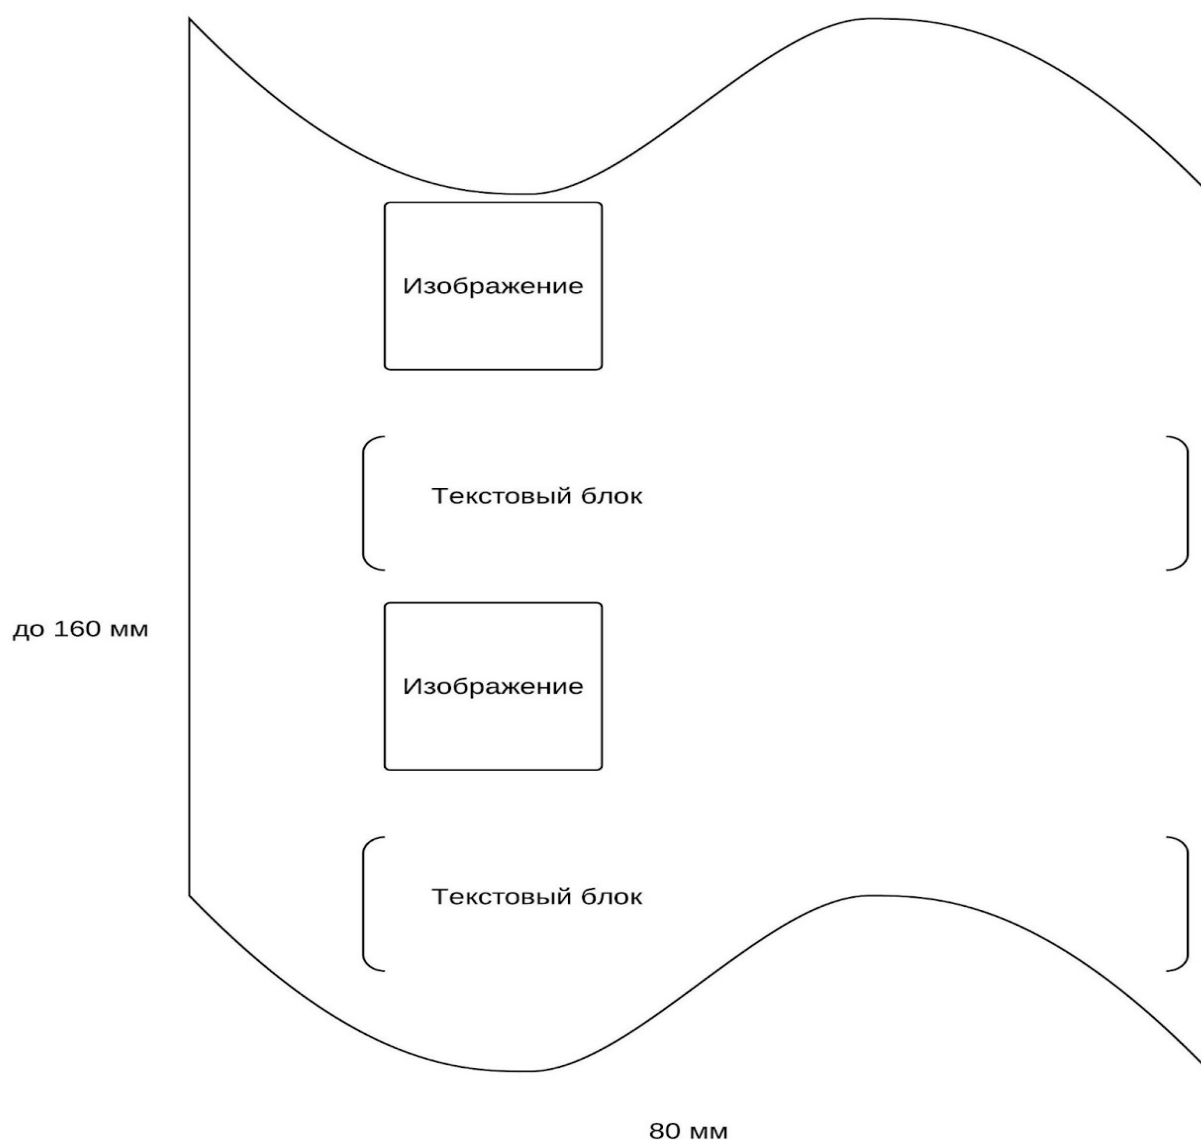 Изображение
Текстовый блок
до 160 мм
Изображение
Текстовый блок
80 мм